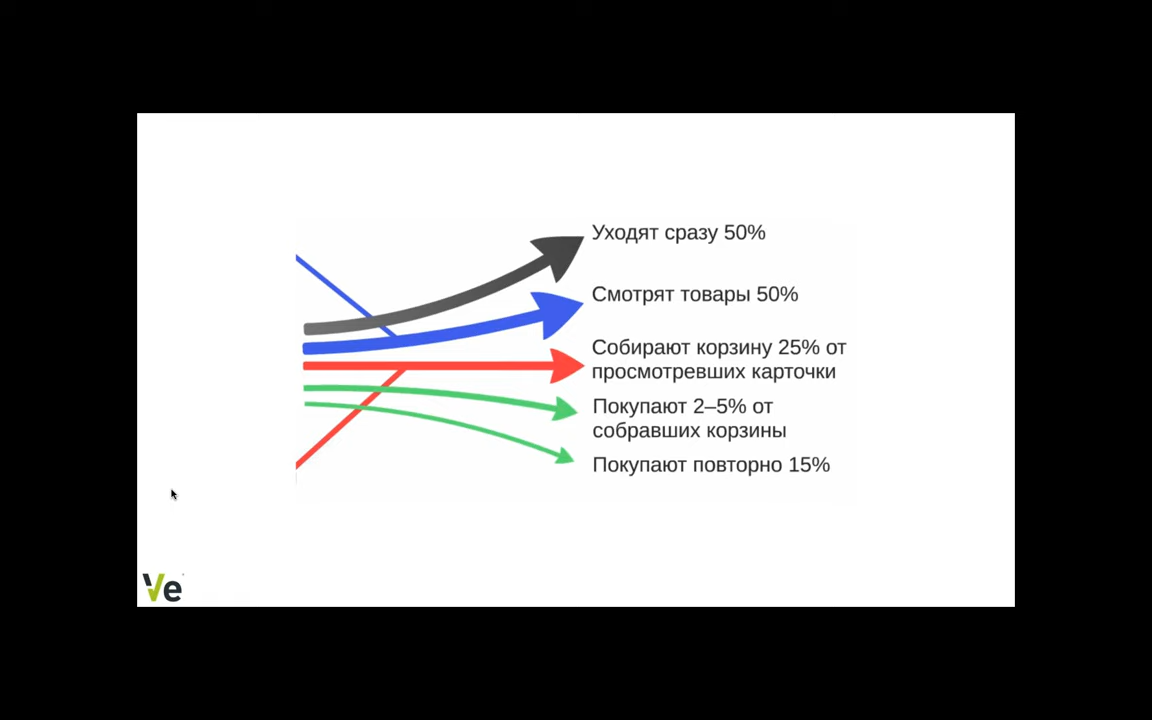 Уходят сразу 50%
Смотрят товары 50%
Собирают корзину 25% от
просмотревших карточки
Покупают 2–5% от
собравших корзины
Покупают повторно 15%
Ve